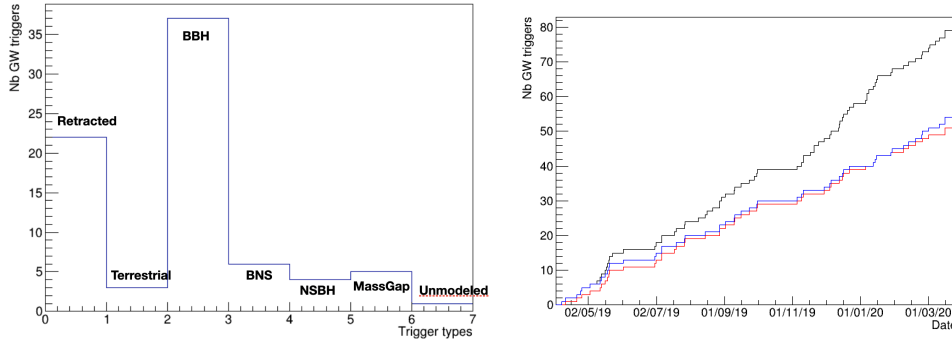 Nb GW triggers
35
30
25
20
15
10
5
0
Retracted
Terrestrial
BBH
BNS
NSBH
MassGap
Unmodeled
0 1 2 3 4 5 6 7
Trigger types
Nb GW triggers
80
70
60
50
40
30
20
10
0
02/05/19 02/07/19 01/09/19 01/11/19 01/01/20 01/03/20
Date